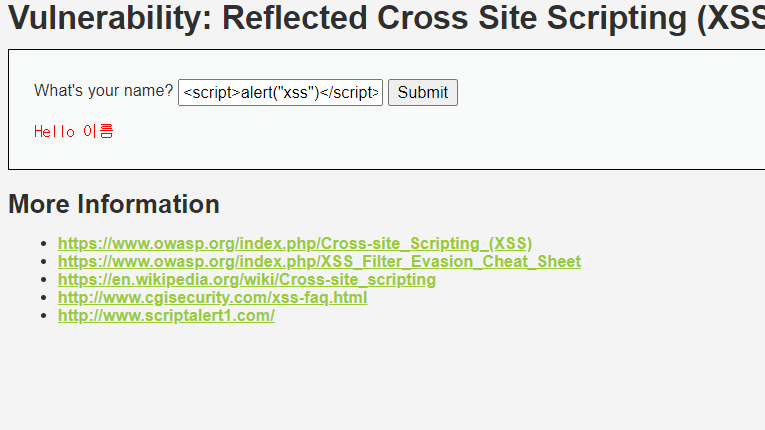 Vulnerability: Reflected Cross Site Scripting (XSS
What's your name? <script>alert("xss")</script> Submit
Hello 이름
More Information
https://www.owasp.org/index.php/Cross-site_Scripting_(XSS)
https://www.owasp.org/index.php/XSS_Filter_Evasion_Cheat_Sheet
https://en.wikipedia.org/wiki/Cross-site_scripting
http://www.cgisecurity.com/xss-faq.html
http://www.scriptalert1.com/